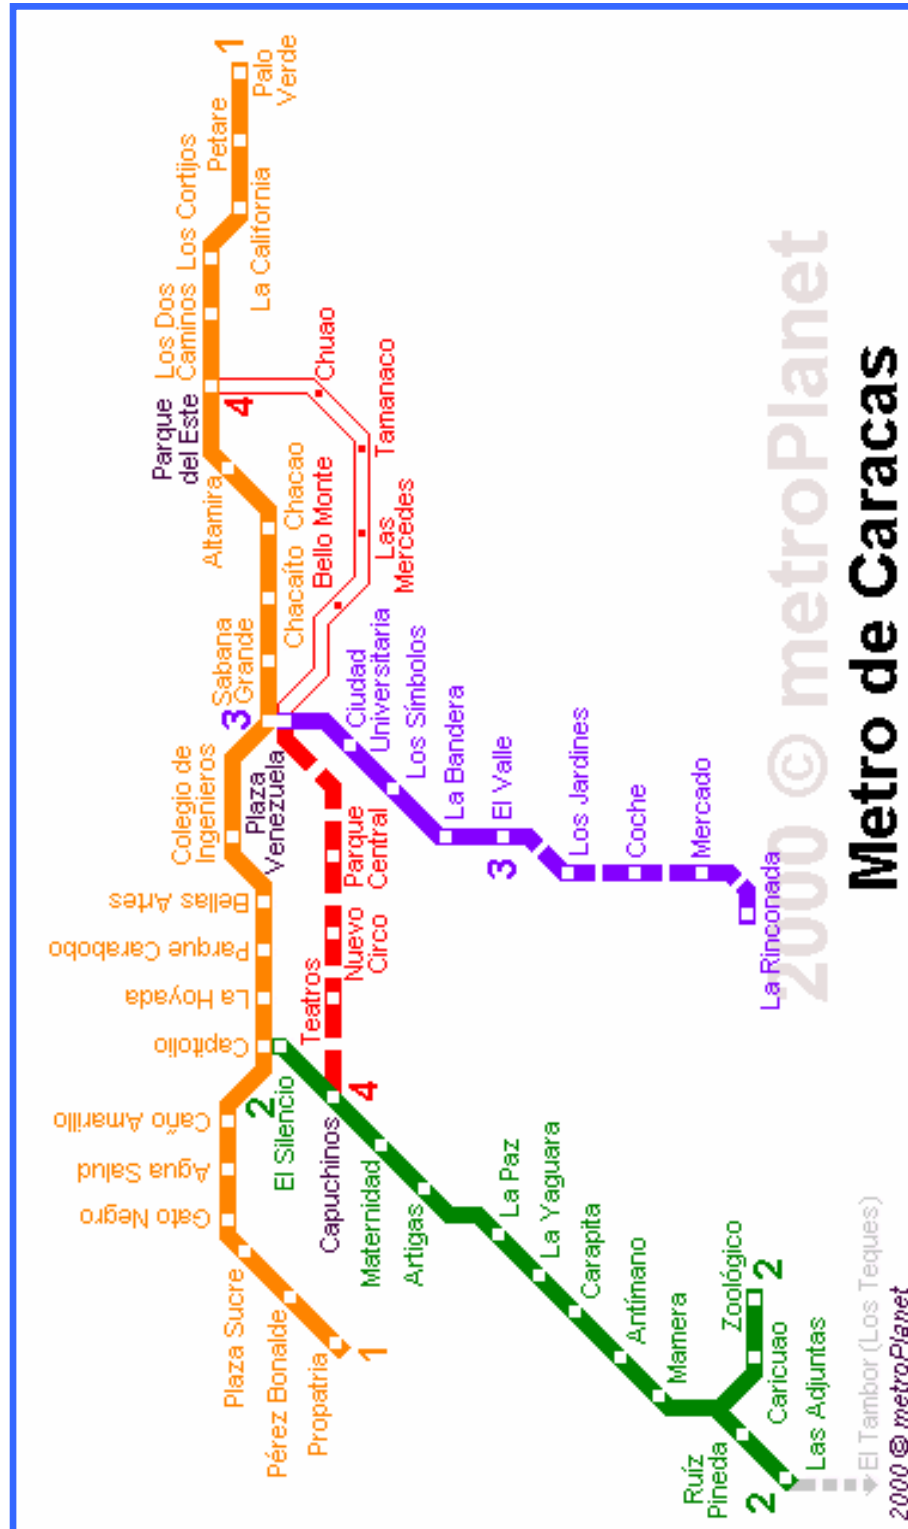 1
Palo
Verde
Petare
La California
Los Cortijos
Los Dos
Caminos
Parque
del Este
4
Chuao
Tamanaco
Las
Mercedes
Bello Monte
Altamira
Chacao
Chacaíto
Sabana
Grande
3
Plaza
Venezuela
Colegio de
Ingenieros
Bellas Artes
Parque Carabobo
La Hoyada
Capitolio
Caño Amarillo
Agua Salud
Gato Negro
Plaza Sucre
Pérez Bonalde
Propatria
1
Parque
Central
Nuevo
Circo
Teatros
4
Ciudad
Universitaria
Los Símbolos
La Bandera
El Valle
3
Los Jardines
Coche
Mercado
La Rinconada
2
El Silencio
Capuchinos
Maternidad
Artigas
La Paz
La Yaguara
Carapita
Antímano
Mamera
Caricuao
Zoológico
2
Ruíz
Pineda
Las Adjuntas
2
El Tambor (Los Teques)
2000 © metroPlanet
2000 © metroPlanet
Metro de Caracas